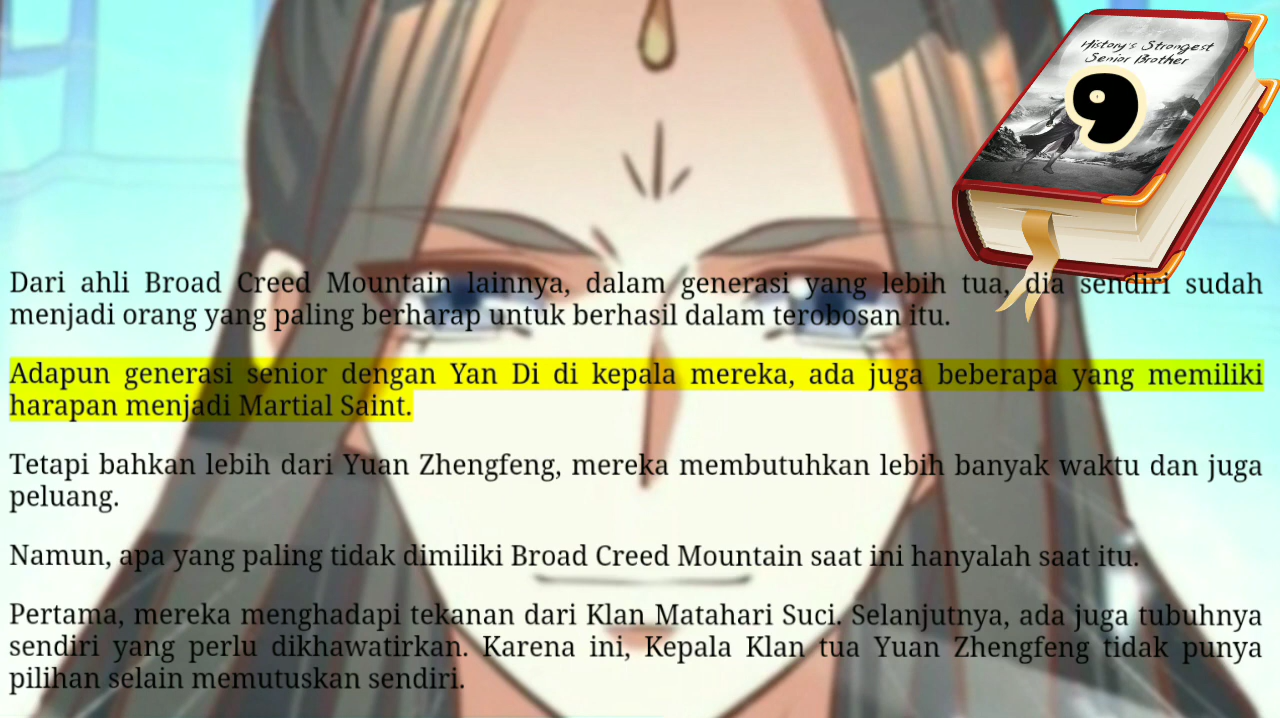 History's Strongest
Senior Brother
9
Dari ahli Broad Creed Mountain lainnya, dalam generasi yang lebih tua, dia sendiri sudah
menjadi orang yang paling berharap untuk berhasil dalam terobosan itu.
Adapun generasi senior dengan Yan Di di kepala mereka, ada juga beberapa yang memiliki
harapan menjadi Martial Saint.
Tetapi bahkan lebih dari Yuan Zhengfeng, mereka membutuhkan lebih banyak waktu dan juga
peluang.
Namun, apa yang paling tidak dimiliki Broad Creed Mountain saat ini hanyalah saat itu.
Pertama, mereka menghadapi tekanan dari Klan Matahari Suci. Selanjutnya, ada juga tubuhnya
sendiri yang perlu dikhawatirkan. Karena ini, Kepala Klan tua Yuan Zhengfeng tidak punya
pilihan selain memutuskan sendiri.